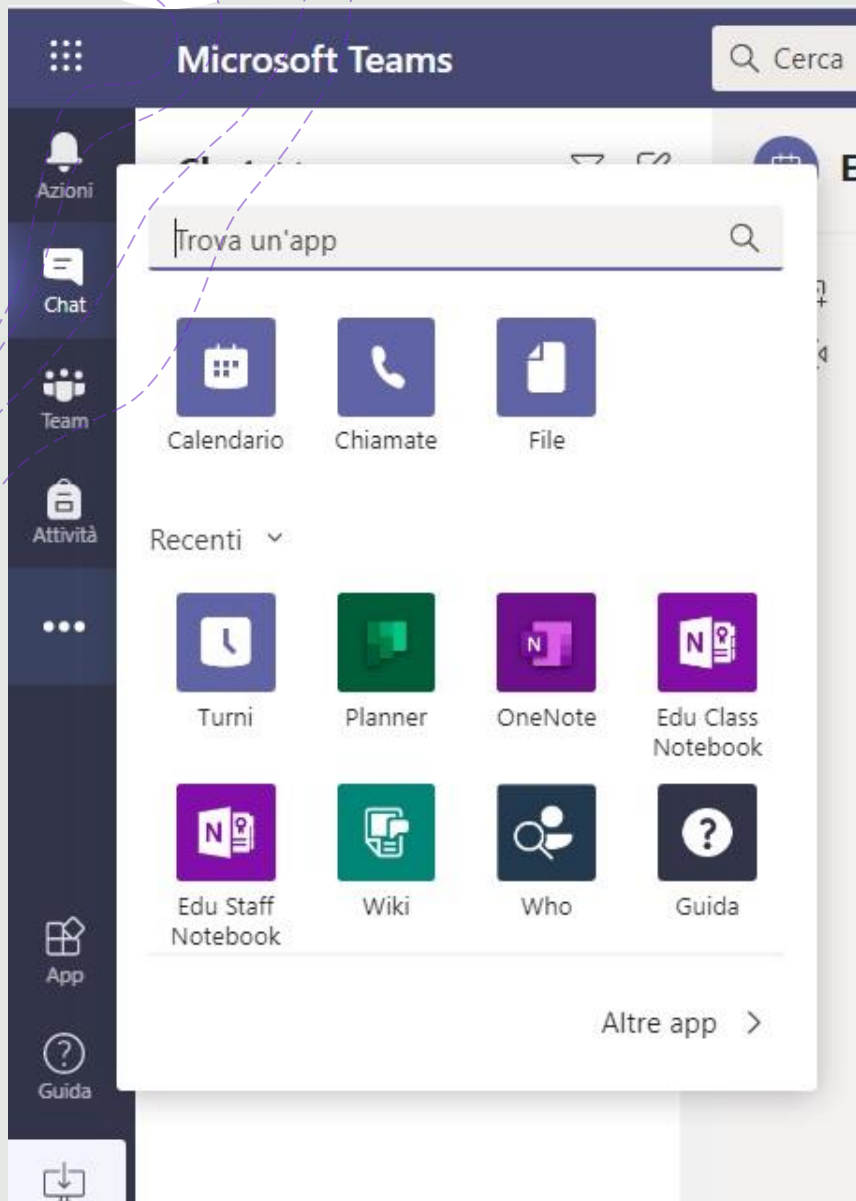 Microsoft Teams
Cerca
Azioni
Chat
Trova un'app
Chat
Calendario
Chiamate
File
Team
Attività
Recenti
Turni
Planner
OneNote
Edu Class
Notebook
Edu Staff
Notebook
Wiki
Who
Guida
App
Altre app
Guida